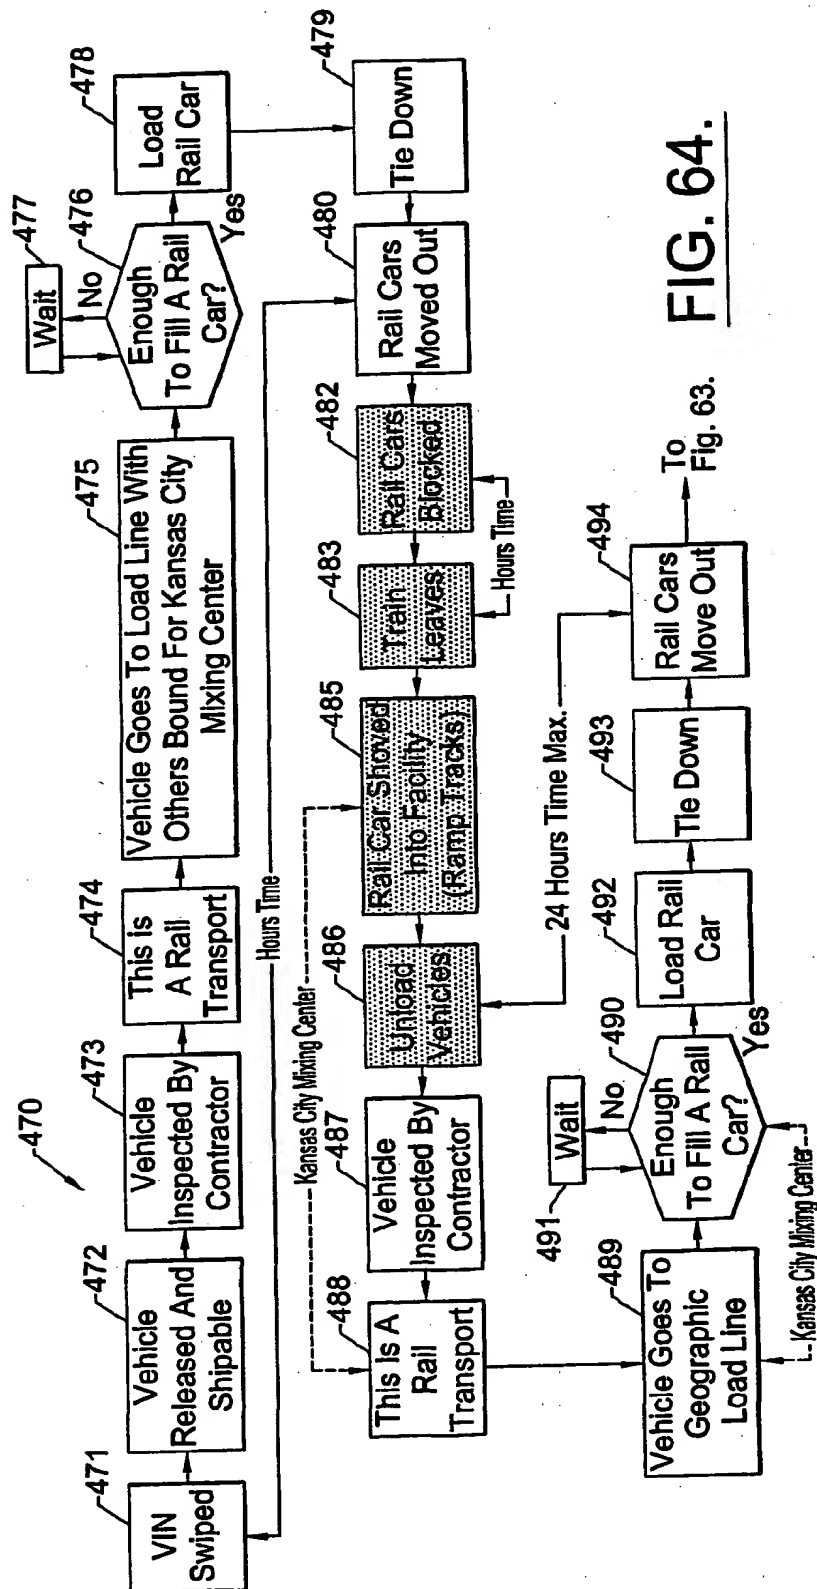 470
471
VIN
Swiped
472
Vehicle
Released And
Shipable
473
Vehicle
Inspected By
Contractor
474
This is
A Rail
Transport
475
Vehicle Goes To Load Line With
Others Bound For Kansas City
Mixing Center
476
Enough
To Fill A Rail
Car?
No
Yes
477
Wait
478
Load
Rail Car
Hours Time
479
Tie Down
480
Rail Cars
Moved Out
482
Rail Cars
Blocked
483
Train
Leaves
Hours Time
485
Rail Car Shoved
Into Facility
(Ramp Tracks)
486
Unload
Vehicles
Kansas City Mixing Center
487
Vehicle
Inspected By
Contractor
488
This Is A
Rail
Transport
24 Hours Time Max.
489
Vehicle Goes To
Geographic
Load Line
490
Enough
To Fill A Rail
Car?
No
Yes
491
Wait
Kansas City Mixing Center
492
Load Rail
Car
493
Tie Down
494
Rail Cars
Move Out
To
Fig. 63.
FIG. 64.